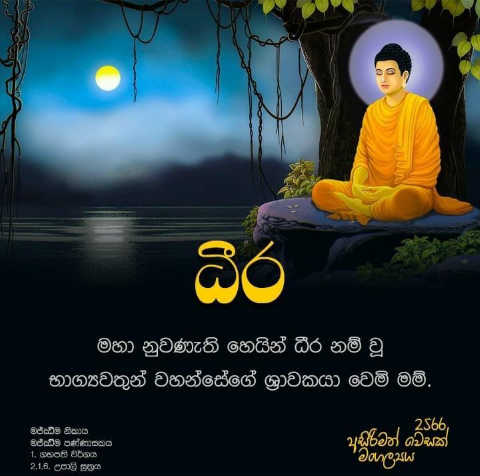 ධීර
මහා නුවණැති හෙයින් ධීර නම් වූ
භාග්‍යවතුන් වහන්සේගේ ශ්‍රාවකයා වෙමි මම්.
මජ්ඣිම නිකාය
මජ්ඣිම පණ්ණාසකය
1. ගහපති වර්ගය
2.1.6. උපාලි සූත්‍රය
2566
අසිරිමත් වෙසක්
මංගල්‍යය